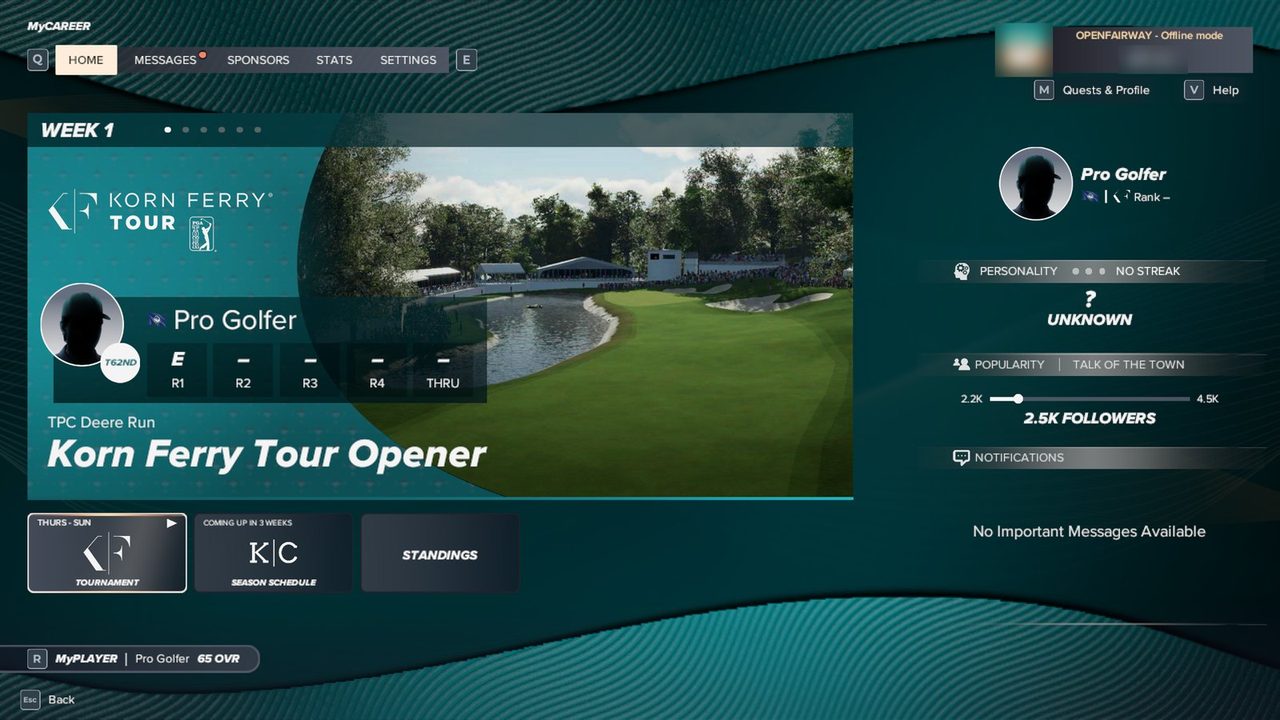 MyCAREER
Q HOME MESSAGES SPONSORS STATS SETTINGS E
OPENFAIRWAY - Offline mode
M Quests & Profile V Help
WEEK 1
KORN FERRY®
TOUR
PGA TOUR
Pro Golfer
T62ND
E – – – –
R1 R2 R3 R4 THRU
TPC Deere Run
Korn Ferry Tour Opener
Pro Golfer
Rank –
PERSONALITY NO STREAK
?
UNKNOWN
POPULARITY | TALK OF THE TOWN
2.2K 4.5K
2.5K FOLLOWERS
NOTIFICATIONS
No Important Messages Available
THURS - SUN
TOURNAMENT
COMING UP IN 3 WEEKS
K|C
SEASON SCHEDULE
STANDINGS
R MyPLAYER | Pro Golfer 65 OVR
Esc Back